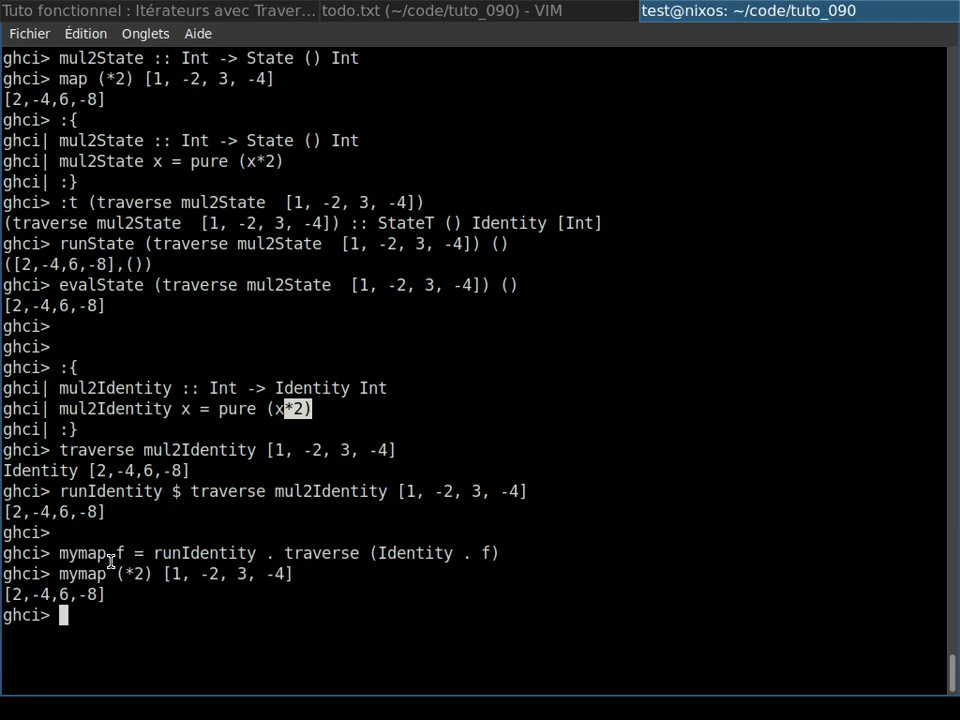 Tuto fonctionnel : Itérateurs avec Traver... todo.txt (~/code/tuto_090) - VIM test@nixos: ~/code/tuto_090
Fichier Édition Onglets Aide
ghci> mul2State :: Int -> State () Int
ghci> map (*2) [1, -2, 3, -4]
[2,-4,6,-8]
ghci> :{
ghci| mul2State :: Int -> State () Int
ghci| mul2State x = pure (x*2)
ghci| :}
ghci> :t (traverse mul2State  [1, -2, 3, -4])
(traverse mul2State  [1, -2, 3, -4]) :: StateT () Identity [Int]
ghci> runState (traverse mul2State  [1, -2, 3, -4]) ()
([2,-4,6,-8],())
ghci> evalState (traverse mul2State  [1, -2, 3, -4]) ()
[2,-4,6,-8]
ghci>
ghci>
ghci> :{
ghci| mul2Identity :: Int -> Identity Int
ghci| mul2Identity x = pure (x*2)
ghci| :}
ghci> traverse mul2Identity [1, -2, 3, -4]
Identity [2,-4,6,-8]
ghci> runIdentity $ traverse mul2Identity [1, -2, 3, -4]
[2,-4,6,-8]
ghci>
ghci> mymap f = runIdentity . traverse (Identity . f)
ghci> mymap (*2) [1, -2, 3, -4]
[2,-4,6,-8]
ghci>